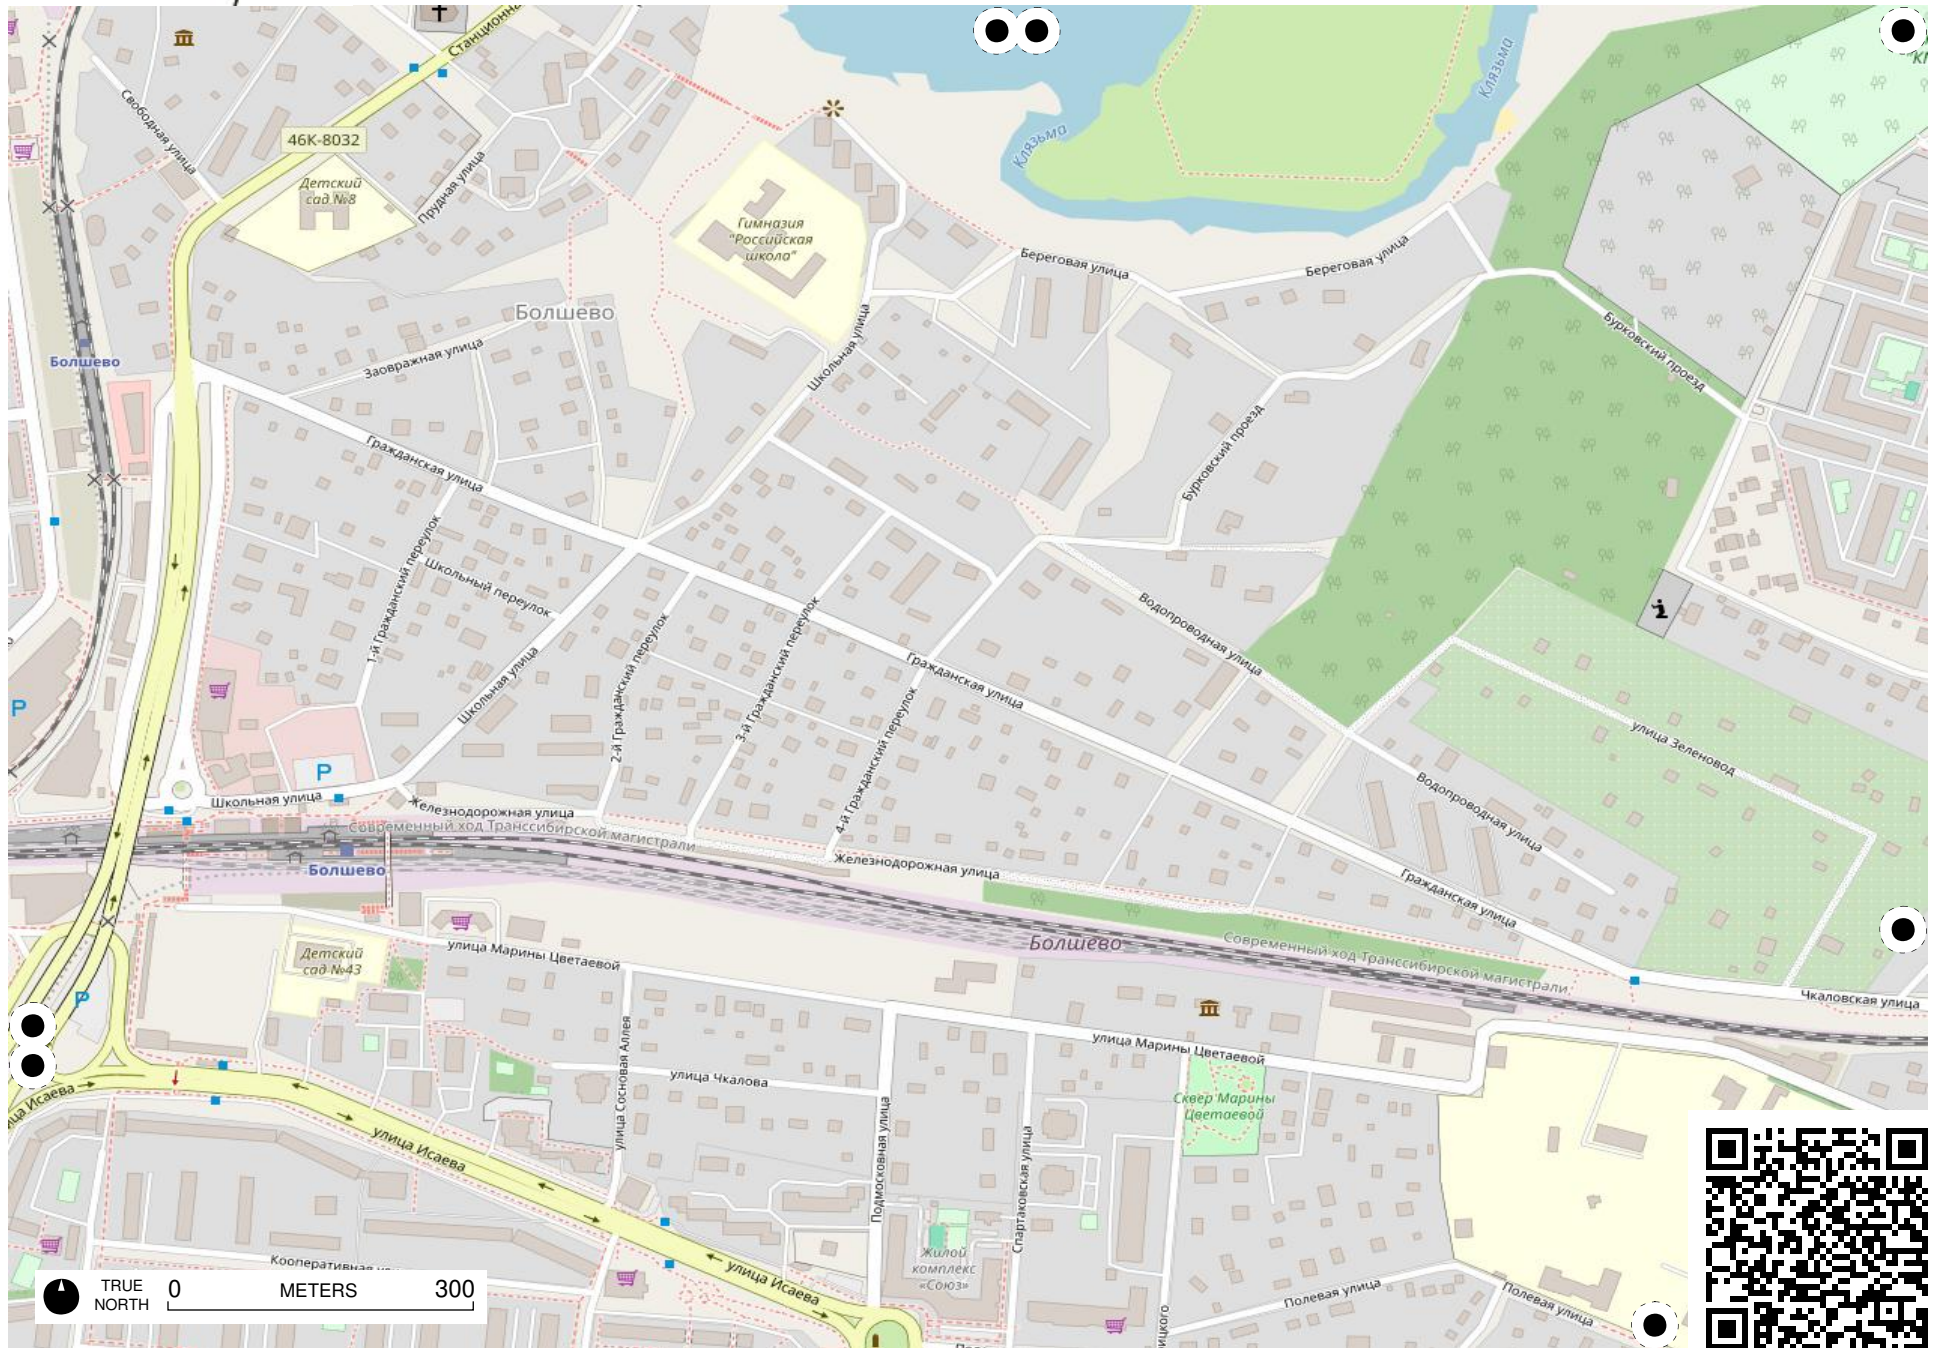 Станционна
Клязьма
Свободная улица
46К-8032
Клязьма
Детский
сад №8
Прудная улица
Гимназия
"Российская
школа"
Береговая улица
Береговая улица
Болшево
Бурковский проезд
Болшево
Заовражная улица
Школьная улица
Гражданская улица
Бурковский проезд
1-й Гражданский переулок
Школьный переулок
Водопроводная улица
2-й Гражданский переулок
3-й Гражданский переулок
Школьная улица
Гражданская улица
4-й Гражданский переулок
улица Зеленовод
P
P
Водопроводная улица
Школьная улица
Железнодорожная улица
Современный ход Транссибирской магистрали
Железнодорожная улица
Болшево
Гражданская улица
улица Марины Цветаевой
Болшево
Современный ход Транссибирской магистрали
Детский
сад №43
P
Чкаловская улица
улица Марины Цветаевой
улица Сосновая Аллея
улица Чкалова
Сквер Марины
Цветаевой
ица Исаева
улица Исаева
Подмосковная улица
Спартаковская улица
Жилой
комплекс
«Союз»
Кооперативная
улица Исаева
Полевая улица
Полевая улица
TRUE
NORTH
0 METERS 300